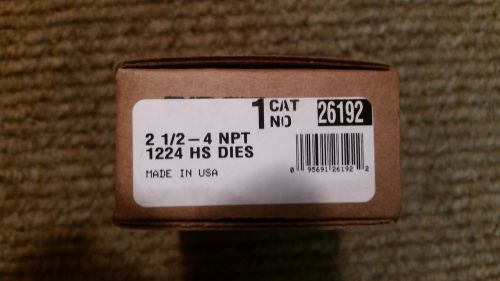 1 CAT NO 26192
2 1/2-4 NPT
1224 HS DIES
MADE IN USA
0 95691 26192 2